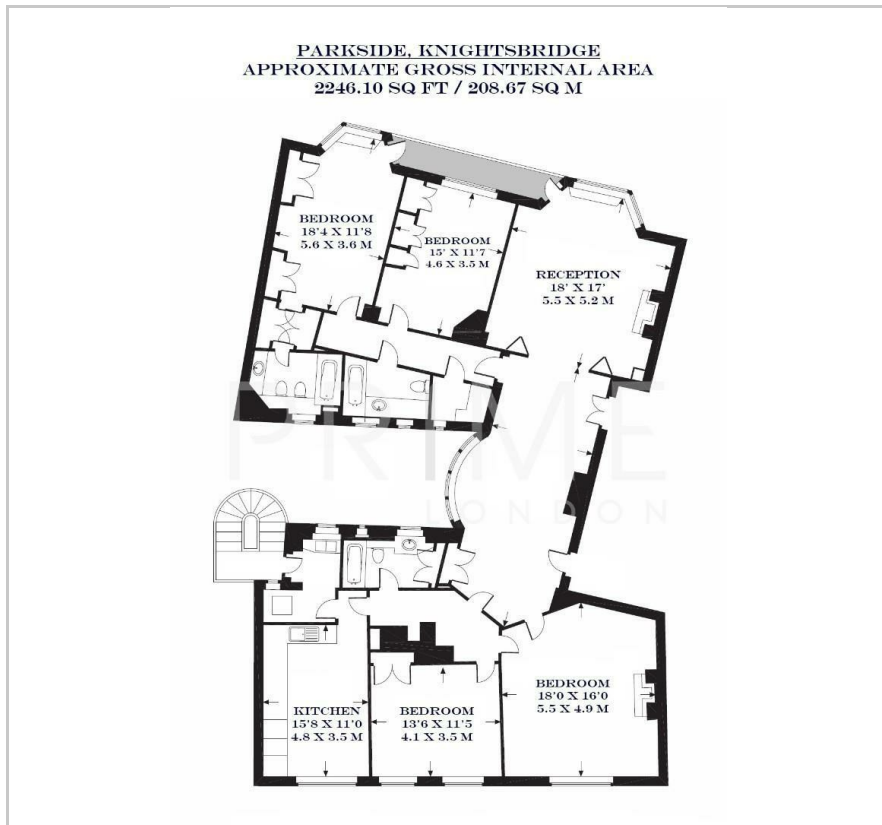 PARKSIDE, KNIGHTSBRIDGE
APPROXIMATE GROSS INTERNAL AREA
2246.10 SQ FT / 208.67 SQ M
BEDROOM
18'4 X 11'8
5.6 X 3.6 M
BEDROOM
15' X 11'7
4.6 X 3.5 M
RECEPTION
18' X 17'
5.5 X 5.2 M
PRIME
LONDON
KITCHEN
15'8 X 11'0
4.8 X 3.5 M
BEDROOM
13'6 X 11'5
4.1 X 3.5 M
BEDROOM
18'0 X 16'0
5.5 X 4.9 M